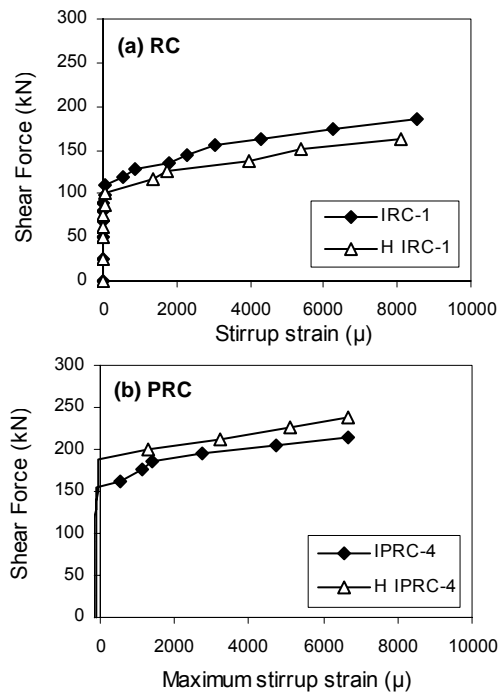 300
(a) RC
250
200
150
100
50
0
Shear Force (kN)
IRC-1
H IRC-1
0 2000 4000 6000 8000 10000
Stirrup strain (μ)
300
(b) PRC
250
200
150
100
50
0
Shear Force (kN)
IPRC-4
H IPRC-4
0 2000 4000 6000 8000 10000
Maximum stirrup strain (μ)